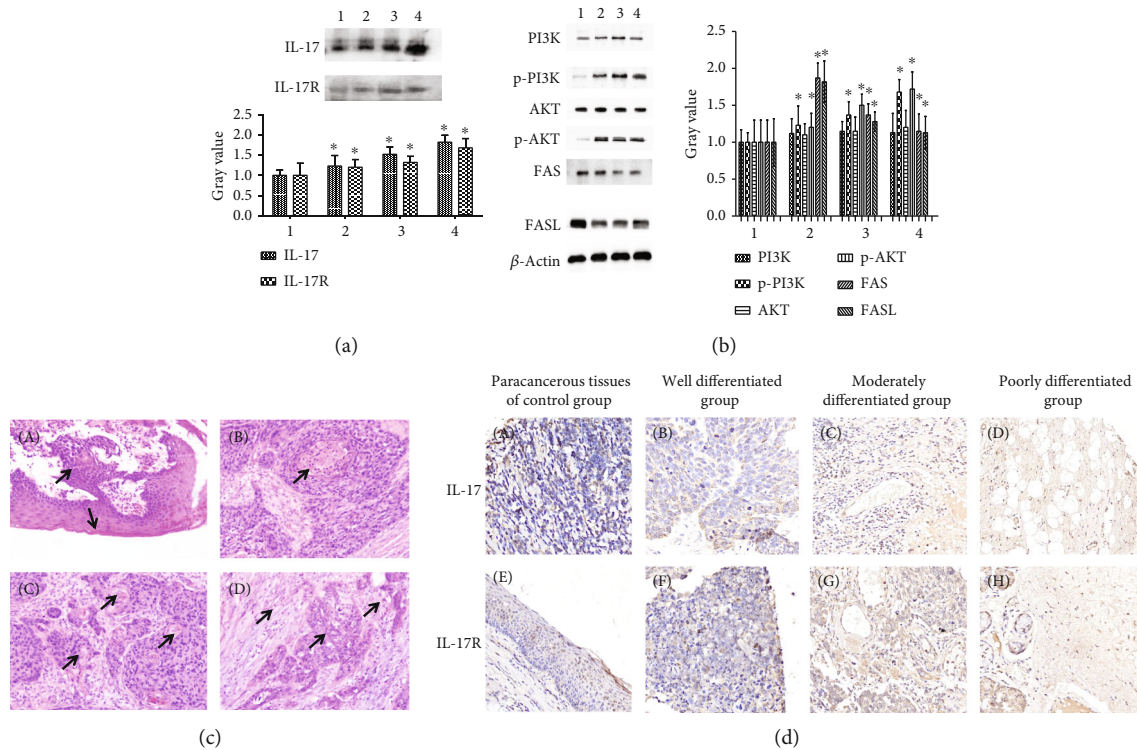 1 2 3 4
IL-17
IL-17R
Gray value
2.5
2.0
1.5
1.0
0.5
0.0
* * * * * *
1 2 3 4
IL-17
IL-17R
(a)
1 2 3 4
PI3K
p-PI3K
AKT
p-AKT
FAS
FASL
β-Actin
Gray value
2.5
2.0
1.5
1.0
0.5
0.0
* * * * * * * * * * * *
1 2 3 4
PI3K p-AKT
p-PI3K FAS
AKT FASL
(b)
(A) (B)
(C) (D)
(c)
Paracancerous tissues
of control group
Well differentiated
group
Moderately
differentiated group
Poorly differentiated
group
IL-17
(A) (B) (C) (D)
IL-17R
(E) (F) (G) (H)
(d)